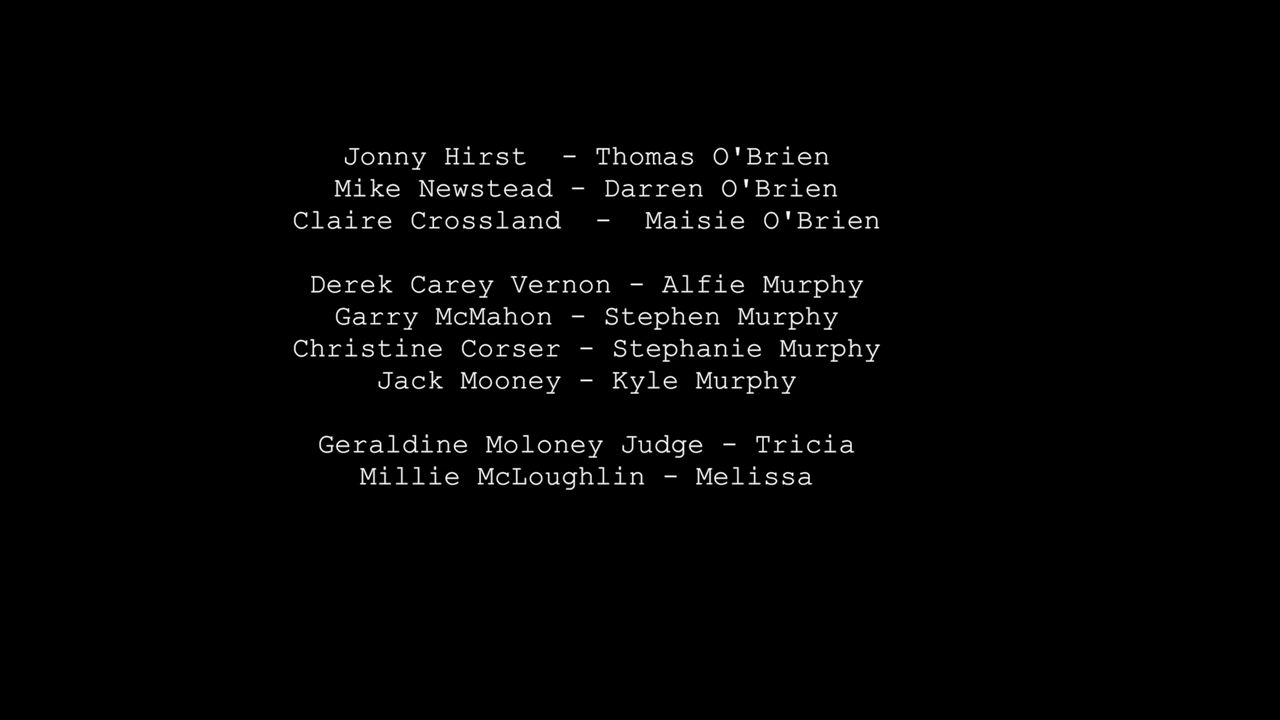 Jonny Hirst  - Thomas O'Brien
Mike Newstead - Darren O'Brien
Claire Crossland  -  Maisie O'Brien
Derek Carey Vernon - Alfie Murphy
Garry McMahon - Stephen Murphy
Christine Corser - Stephanie Murphy
Jack Mooney - Kyle Murphy
Geraldine Moloney Judge - Tricia
Millie McLoughlin - Melissa